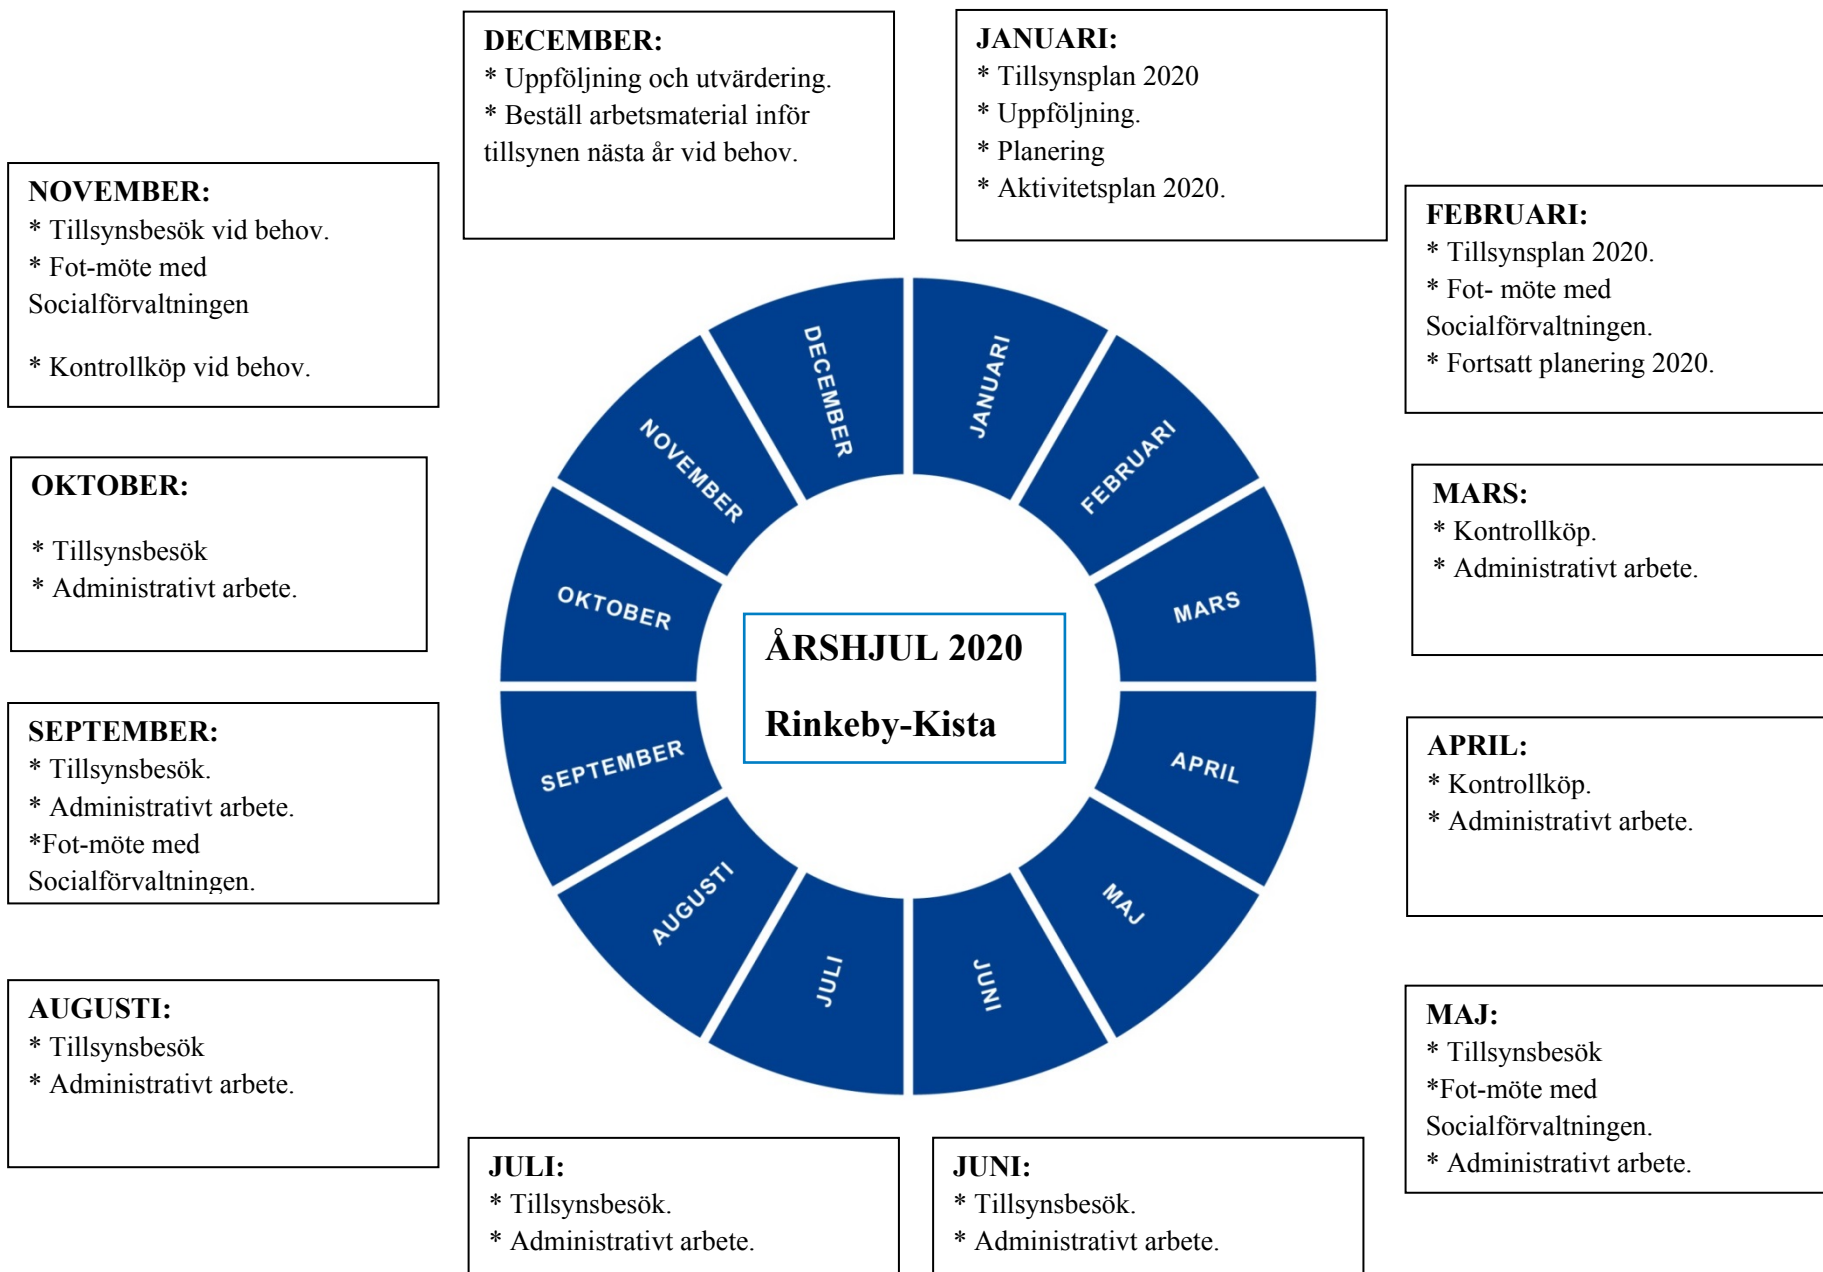 DECEMBER:
* Uppföljning och utvärdering.
* Beställ arbetsmaterial inför
tillsynen nästa år vid behov.
JANUARI:
* Tillsynsplan 2020
* Uppföljning.
* Planering
* Aktivitetsplan 2020.
NOVEMBER:
* Tillsynsbesök vid behov.
* Fot-möte med
Socialförvaltningen
* Kontrollköp vid behov.
FEBRUARI:
* Tillsynsplan 2020.
* Fot- möte med
Socialförvaltningen.
* Fortsatt planering 2020.
OKTOBER:
* Tillsynsbesök
* Administrativt arbete.
MARS:
* Kontrollköp.
* Administrativt arbete.
SEPTEMBER:
* Tillsynsbesök.
* Administrativt arbete.
*Fot-möte med
Socialförvaltningen.
APRIL:
* Kontrollköp.
* Administrativt arbete.
AUGUSTI:
* Tillsynsbesök
* Administrativt arbete.
MAJ:
* Tillsynsbesök
*Fot-möte med
Socialförvaltningen.
* Administrativt arbete.
JULI:
* Tillsynsbesök.
* Administrativt arbete.
JUNI:
* Tillsynsbesök.
* Administrativt arbete.
JANUARI
FEBRUARI
MARS
APRIL
MAJ
JUNI
JULI
AUGUSTI
SEPTEMBER
OKTOBER
NOVEMBER
DECEMBER
ÅRSHJUL 2020
Rinkeby-Kista